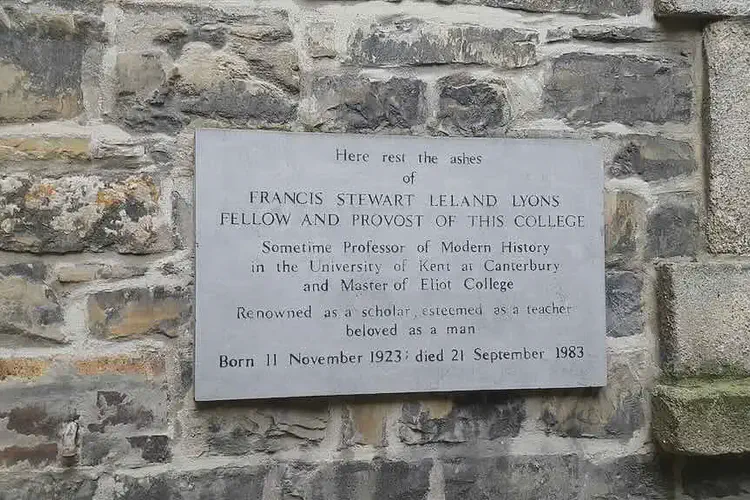 Here rest the ashes
of
FRANCIS STEWART LELAND LYONS
FELLOW AND PROVOST OF THIS COLLEGE
Sometime Professor of Modern History
in the University of Kent at Canterbury
and Master of Eliot College
Renowned as a scholar, esteemed as a teacher
beloved as a man
Born 11 November 1923; died 21 September 1983